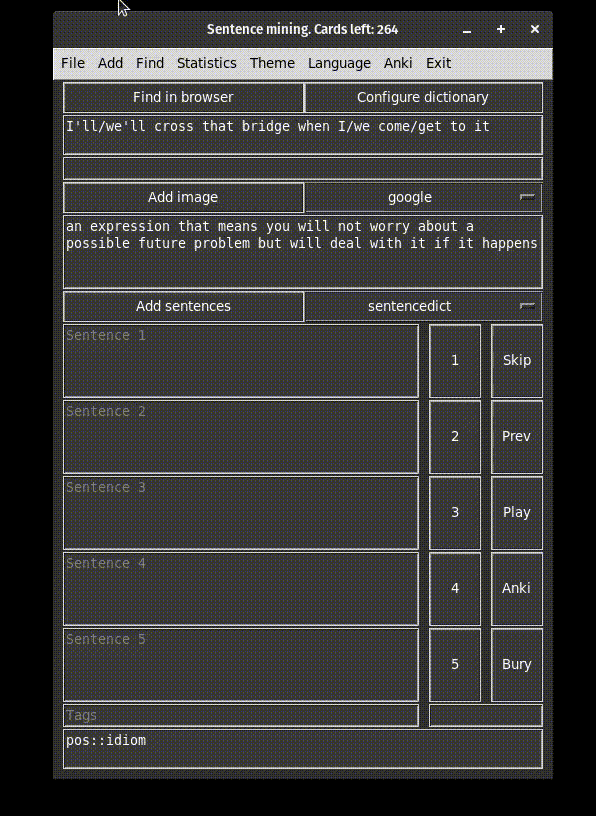 Sentence mining. Cards left: 264
File Add Find Statistics Theme Language Anki Exit
Find in browser Configure dictionary
I'll/we'll cross that bridge when I/we come/get to it
Add image google
an expression that means you will not worry about a
possible future problem but will deal with it if it happens
Add sentences sentencedict
Sentence 1 1 Skip
Sentence 2 2 Prev
Sentence 3 3 Play
Sentence 4 4 Anki
Sentence 5 5 Bury
Tags
pos::idiom